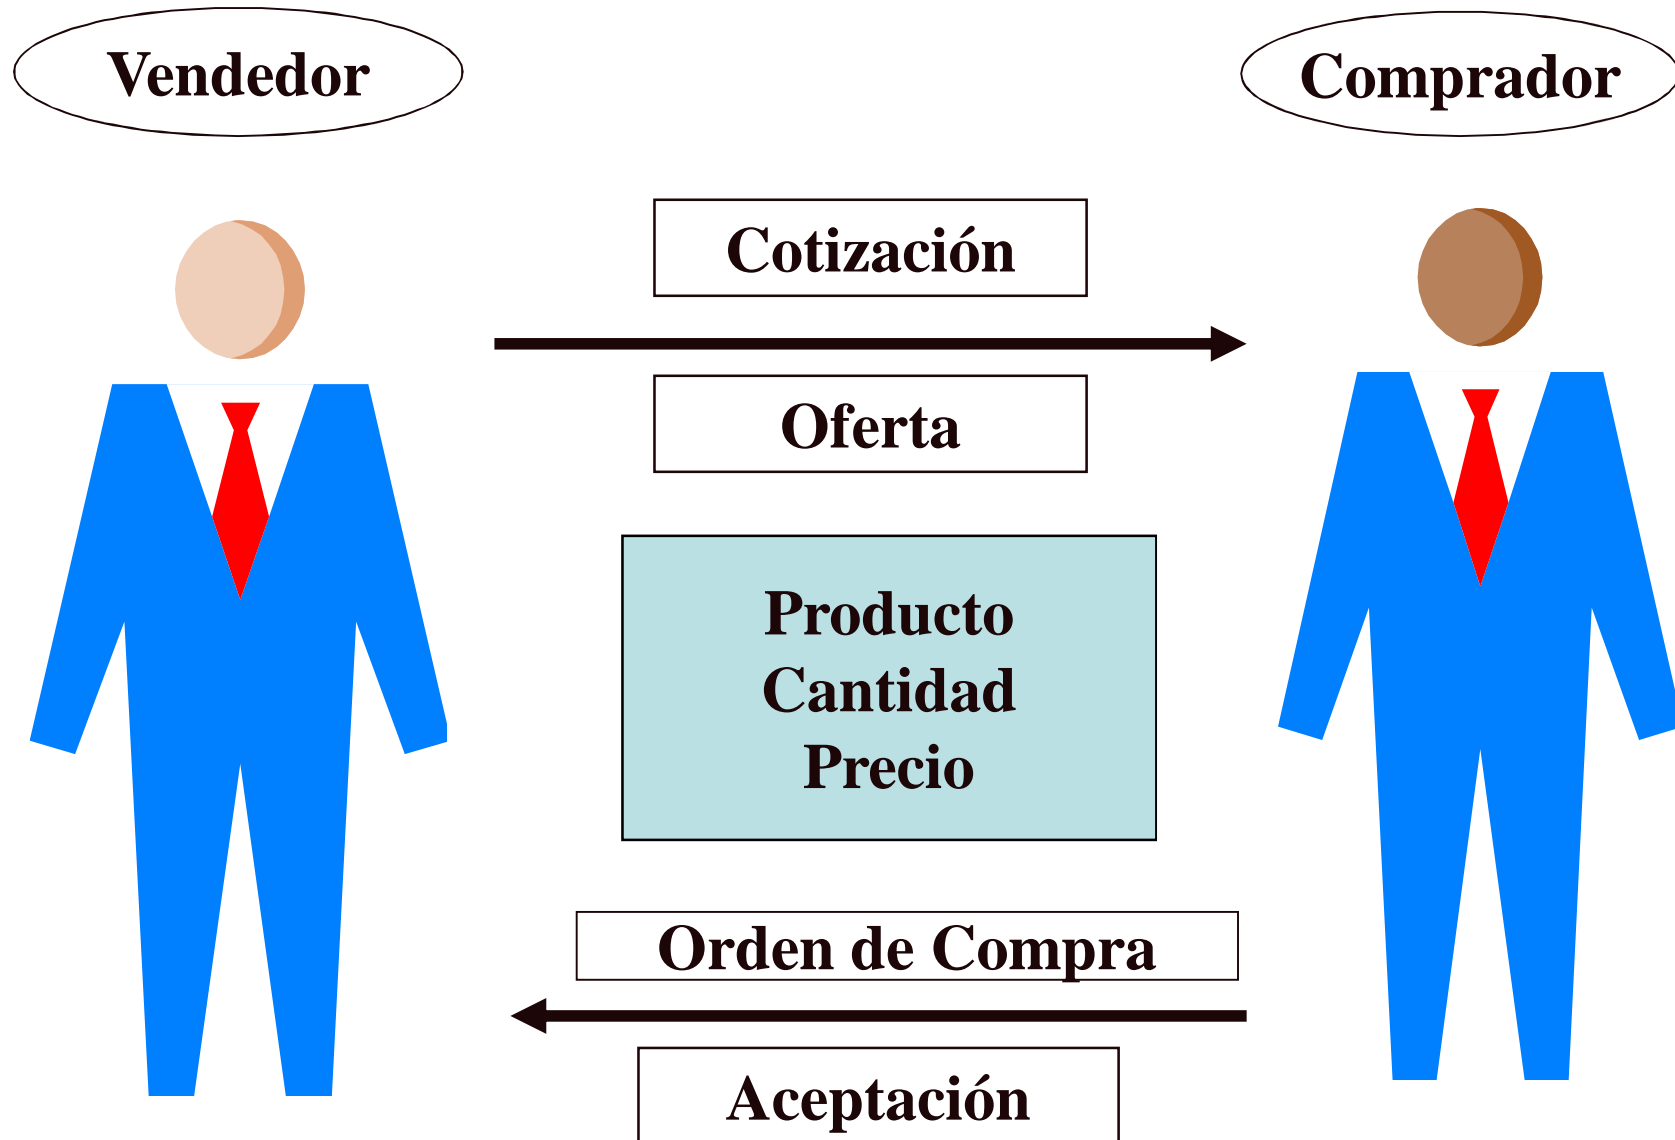 Vendedor
Comprador
Cotización
Oferta
Producto
Cantidad
Precio
Orden de Compra
Aceptación